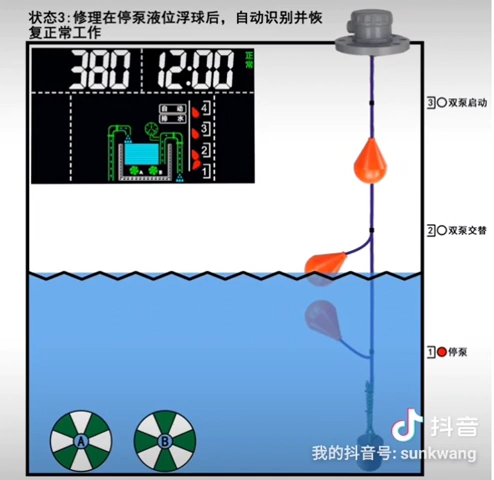 状态3:修理在停泵液位浮球后，自动识别并恢
复正常工作
380 12:00 正常
自动
排水
4
3
2
1
A B
3 双泵启动
2 双泵交替
1 停泵
A B
抖音
我的抖音号: sunkwang